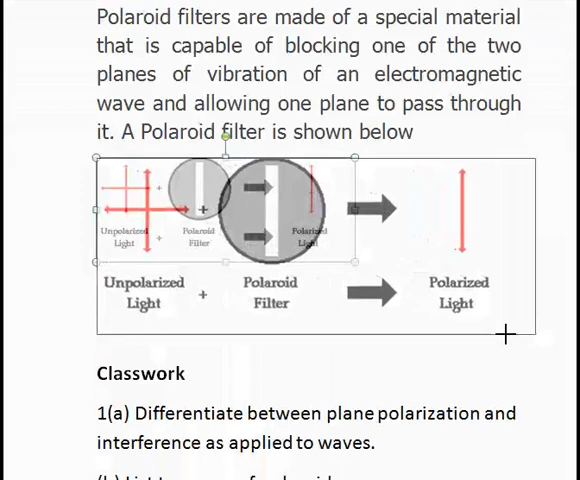 Polaroid filters are made of a special material
that is capable of blocking one of the two
planes of vibration of an electromagnetic
wave and allowing one plane to pass through
it. A Polaroid filter is shown below
+
Unpolarized Polaroid Polarized
Light Filter Light
+
Unpolarized Polaroid Polarized
Light + Filter Light
Classwork
1(a) Differentiate between plane polarization and
interference as applied to waves.